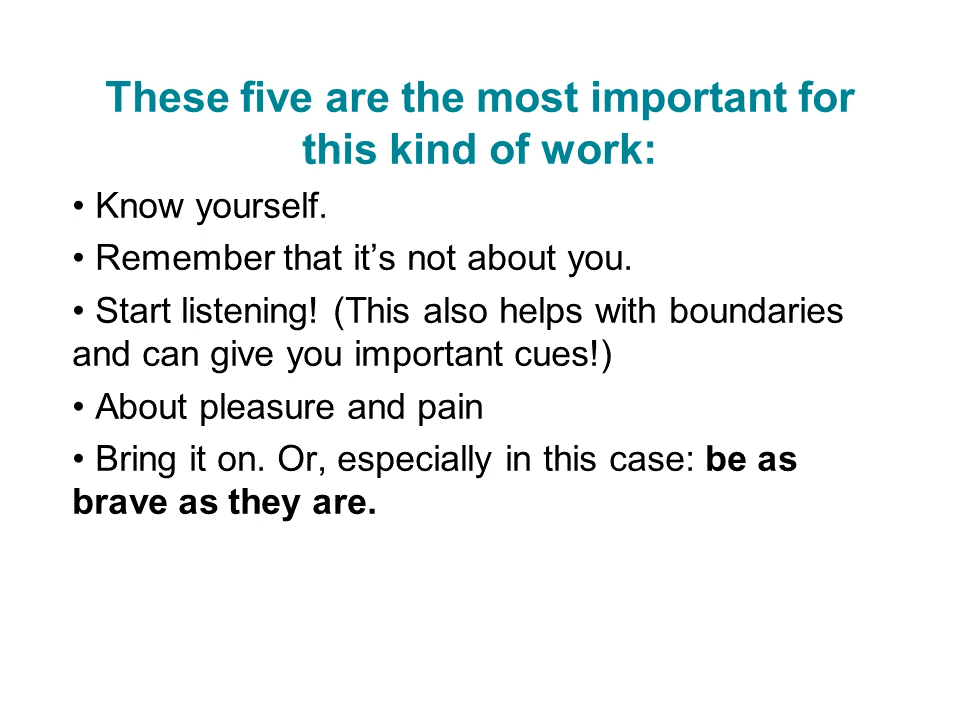 These five are the most important for
this kind of work:
• Know yourself.
• Remember that it’s not about you.
• Start listening! (This also helps with boundaries
and can give you important cues!)
• About pleasure and pain
• Bring it on. Or, especially in this case: be as
brave as they are.